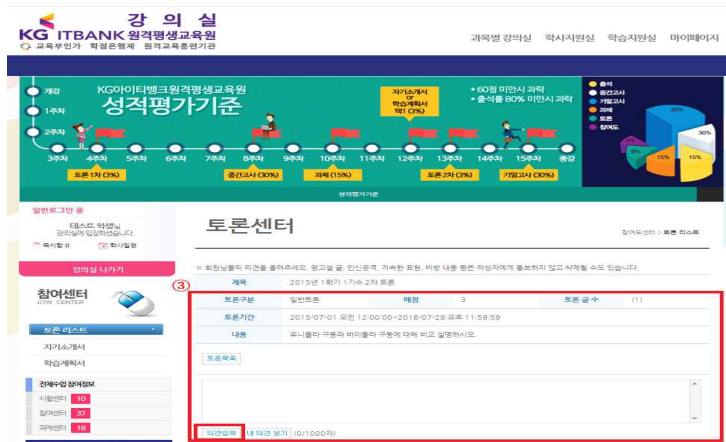 강 의 실
KG ITBANK 원격평생교육원
교육부인가 학점은행제 원격교육훈련기관
과목별 강의실 학사지원실 학습지원실 마이페이지
개강
1주차
2주차
KG아이티뱅크원격평생교육원
성적평가기준
자기소개서
or
학습계획서
택1 (3%)
* 60점 미만시 과락
* 출석률 80% 미만시 과락
출석
중간고사
기말고사
과제
토론
참여도
30%
30%
15%
15%
6%
3주차 4주차 5주차 6주차 7주차 8주차 9주차 10주차 11주차 12주차 13주차 14주차 15주차 종강
토론 1차 (3%) 중간고사 (30%) 과제 (15%) 토론 2차 (3%) 기말고사 (30%)
성적평가기준
일반로그인 중
테스트 학생님
강의실에 입장하셨습니다.
쪽지함 0 학사일정
강의실 나가기
참여센터
JOIN CENTER
토론 리스트
자기소개서
학습계획서
전체수업 참여정보
시험센터 10
참여센터 37
과제센터 18
토론센터
참여도센터 > 토론 리스트
※ 회원님들의 의견을 올려주세요. 광고성 글, 인신공격, 저속한 표현, 비방 내용 등은 작성자에게 통보하지 않고 삭제될 수도 있습니다.
③
제목 2015년 1학기 1기수 2차 토론
토론구분 일반토론 배점 3 토론 글 수 (1)
토론기간 2015-07-01 오전 12:00:00~2016-07-28 오후 11:59:59
내용 유니폴라 구동과 바이폴라 구동에 대해 비교 설명하시오.
토론목록
의견입력 내 의견 보기 (0/1000자)